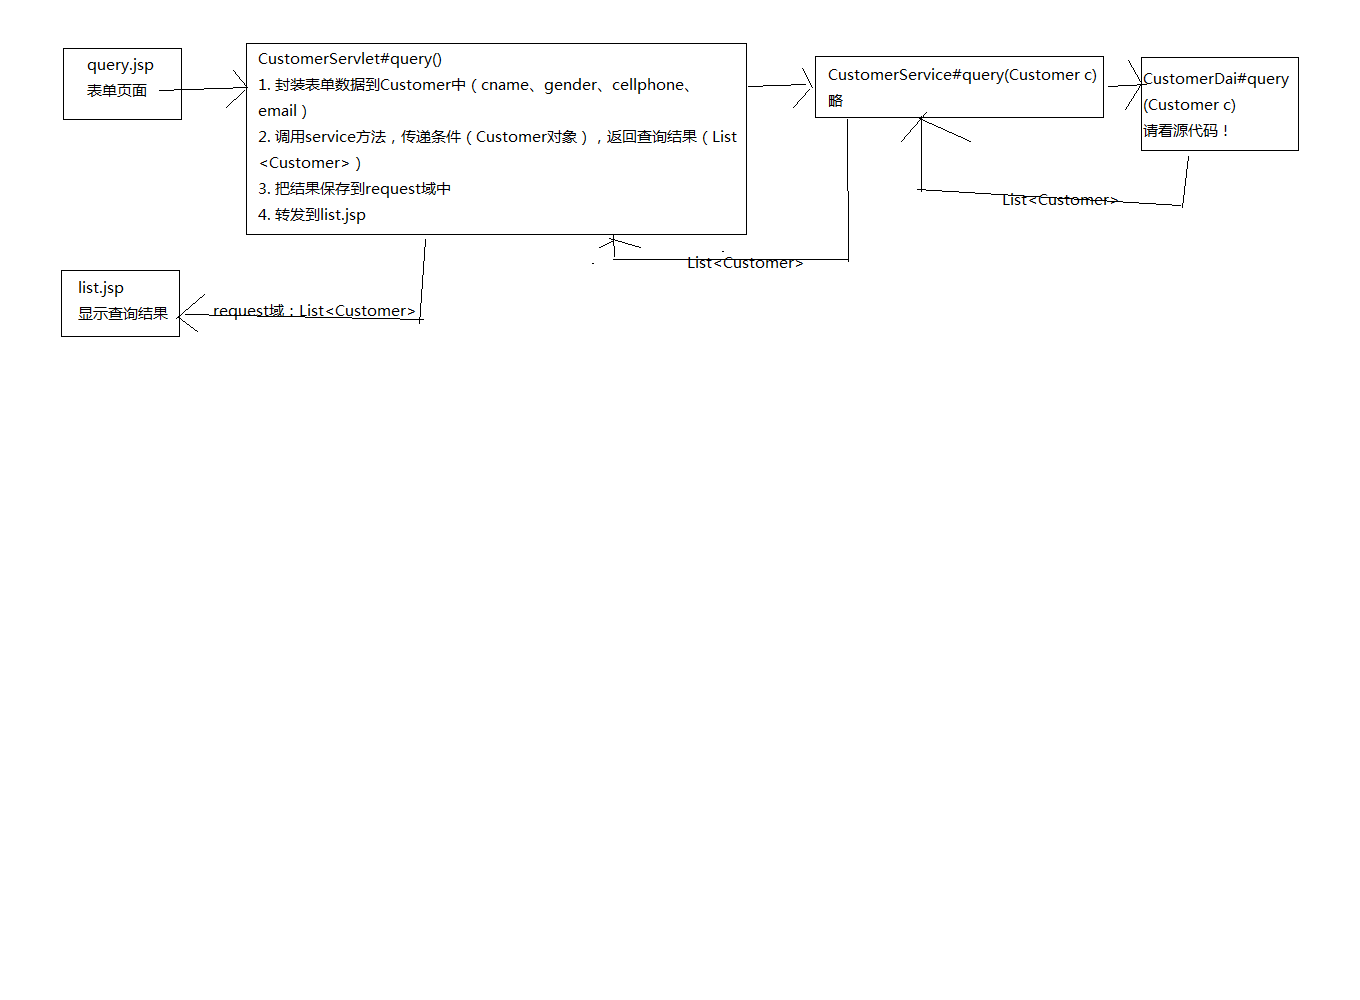 query.jsp
表单页面
CustomerServlet#query()
1. 封装表单数据到Customer中（cname、gender、cellphone、
email）
2. 调用service方法，传递条件（Customer对象），返回查询结果（List
<Customer>）
3. 把结果保存到request域中
4. 转发到list.jsp
CustomerService#query(Customer c)
略
CustomerDai#query
(Customer c)
请看源代码！
List<Customer>
List<Customer>
list.jsp
显示查询结果
request域：List<Customer>